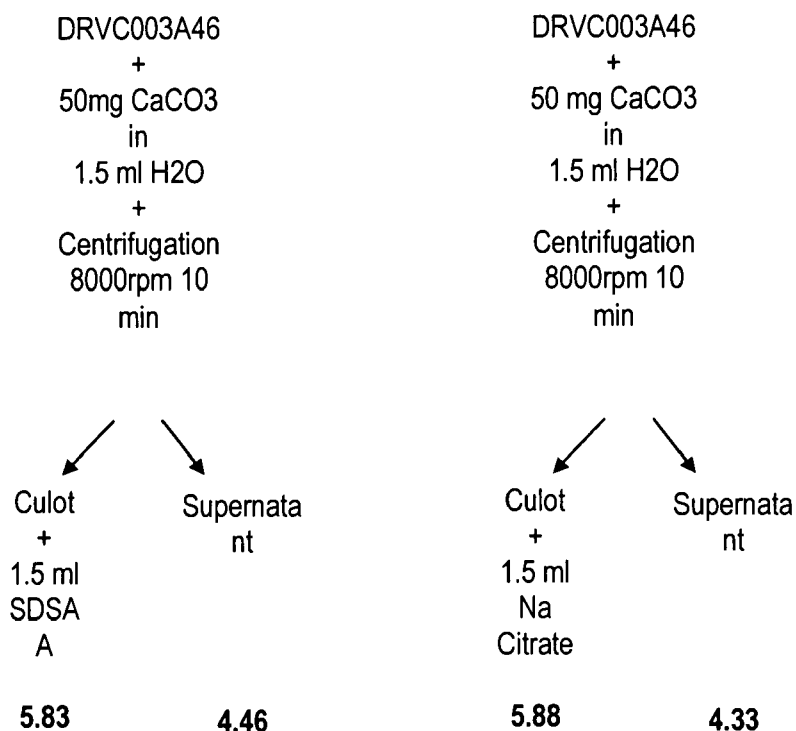 DRVC003A46
+
50mg CaCO3
in
1.5 ml H2O
+
Centrifugation
8000rpm 10
min
DRVC003A46
+
50 mg CaCO3
in
1.5 ml H2O
+
Centrifugation
8000rpm 10
min
Culot
+
1.5 ml
SDSA
A
Supernata
nt
Culot
+
1.5 ml
Na
Citrate
Supernata
nt
5.83
4.46
5.88
4.33